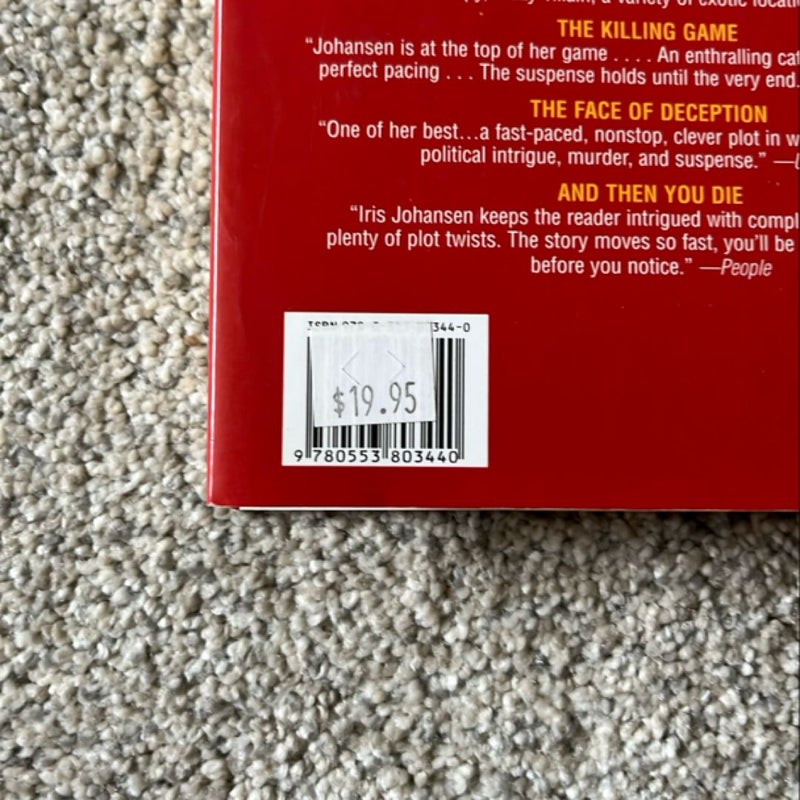 THE KILLING GAME
“Johansen is at the top of her game . . . . An enthralling cat
perfect pacing . . . The suspense holds until the very end.
THE FACE OF DECEPTION
“One of her best...a fast-paced, nonstop, clever plot in w
political intrigue, murder, and suspense.” —
AND THEN YOU DIE
“Iris Johansen keeps the reader intrigued with compl
plenty of plot twists. The story moves so fast, you’ll be
before you notice.” —People
ISBN 344-0
$19.95
9 780553 803440